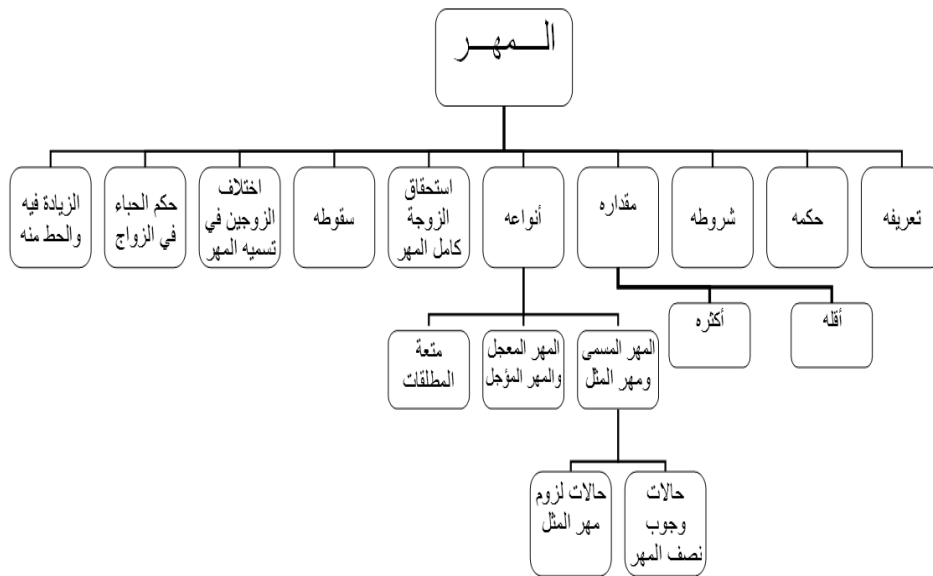 الـــمهـــر
تعريفه
حكمه
شروطه
مقداره
أنواعه
استحقاق
الزوجة
كامل المهر
سقوطه
اختلاف
الزوجين في
تسميه المهر
حكم الحباء
في الزواج
الزيادة فيه
والحط منه
أقله
أكثره
المهر المسمى
ومهر المثل
المهر المعجل
والمهر المؤجل
متعة
المطلقات
حالات
وجوب
نصف المهر
حالات لزوم
مهر المثل